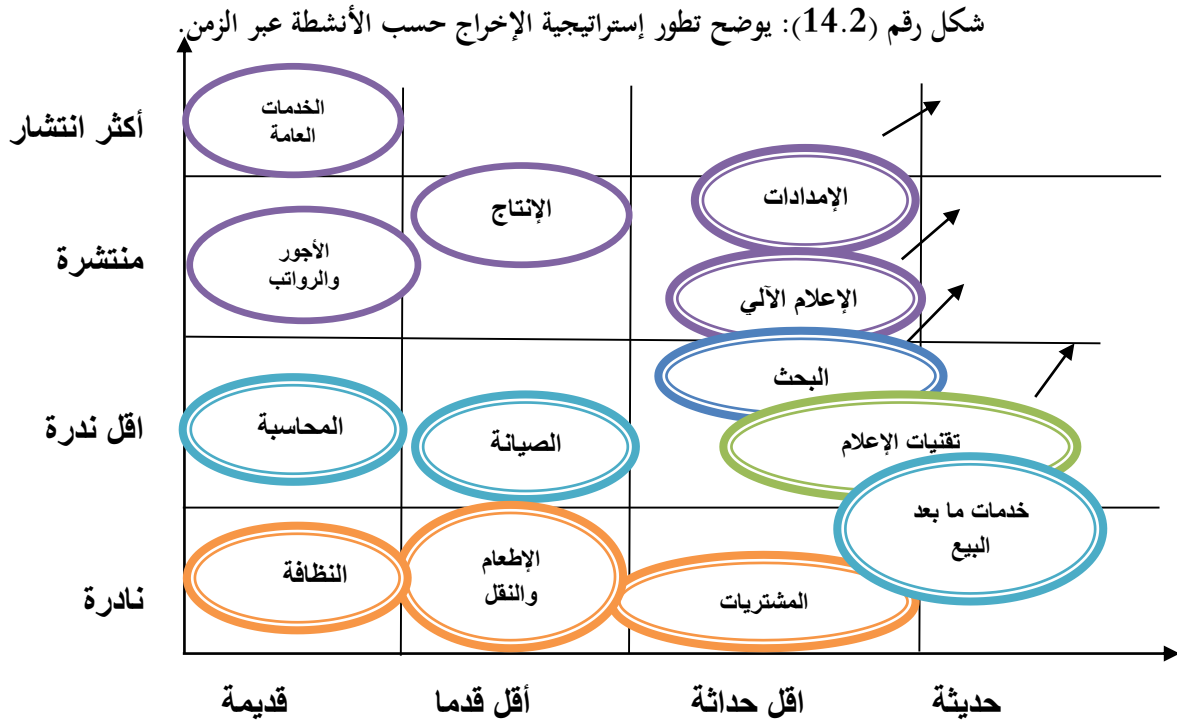 شكل رقم (14.2): يوضح تطور إستراتيجية الإخراج حسب الأنشطة عبر الزمن.
أكثر انتشار
الخدمات
العامة
الإمدادات
الإنتاج
منتشرة
الأجور
والرواتب
الإعلام الآلي
البحث
اقل ندرة
المحاسبة
الصيانة
تقنيات الإعلام
خدمات ما بعد
البيع
نادرة
النظافة
الإطعام
والنقل
المشتريات
قديمة
أقل قدما
اقل حداثة
حديثة